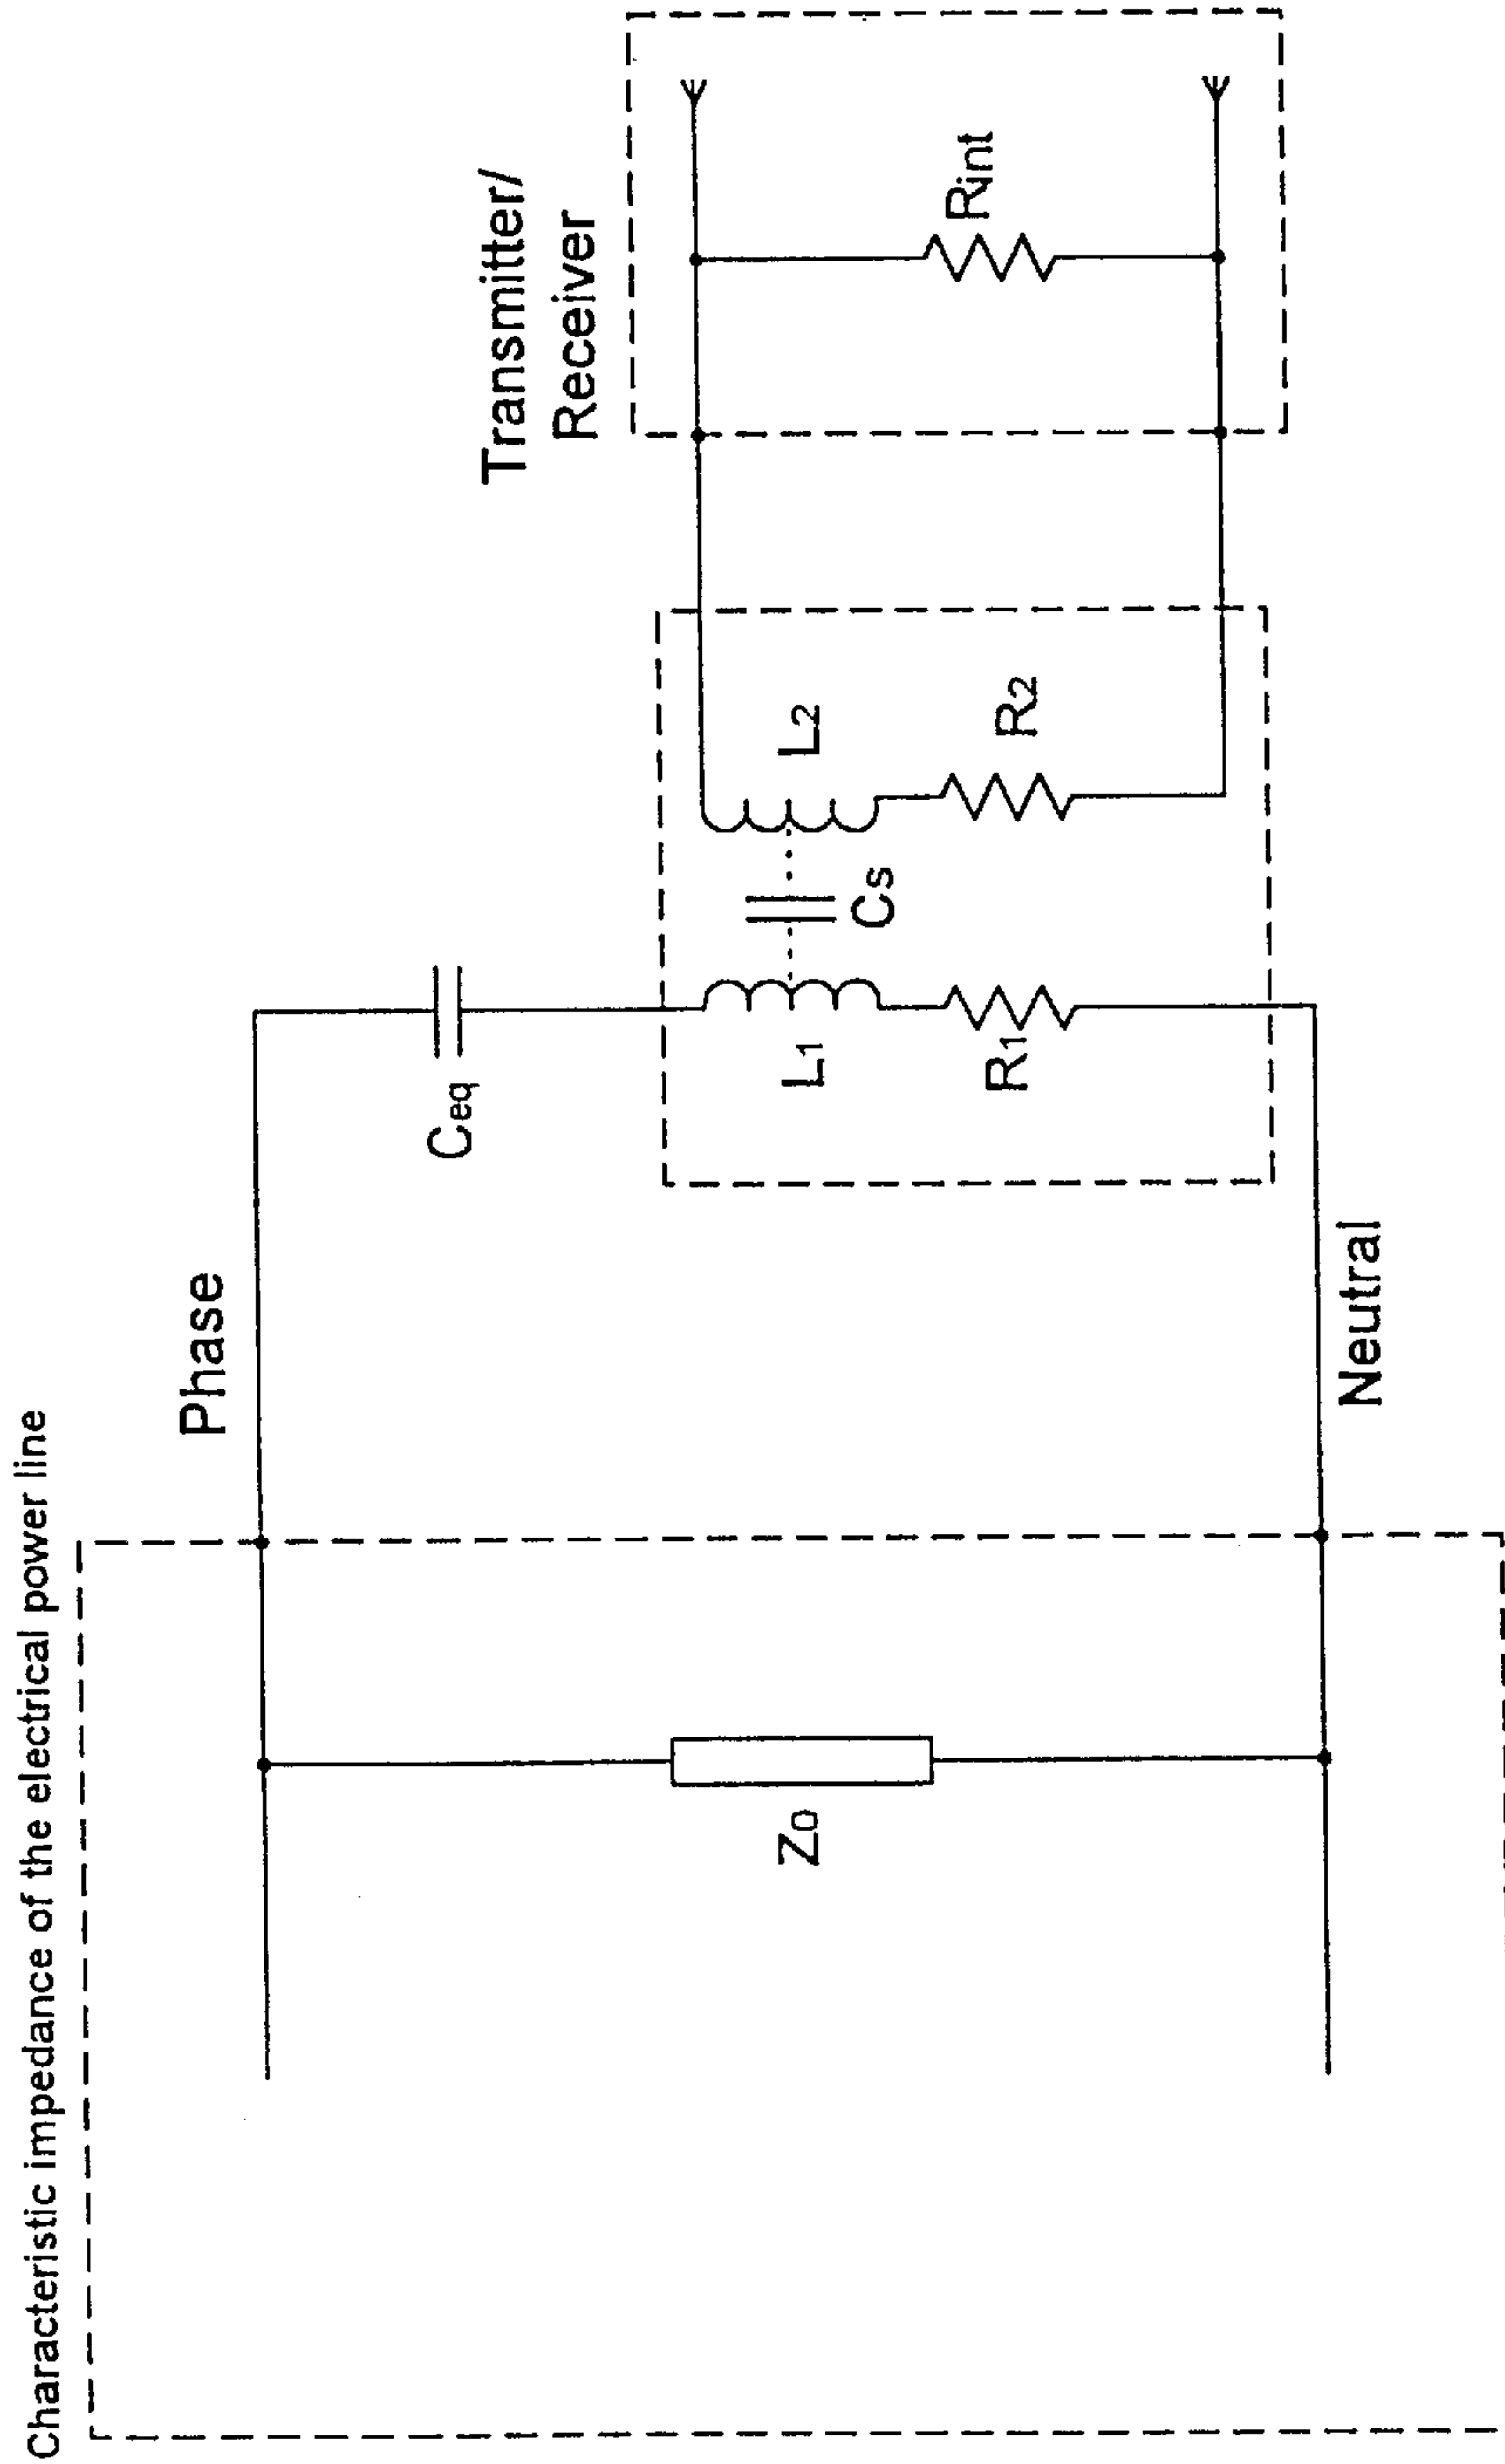 Characteristic impedance of the electrical power line
Phase
Neutral
Z0
Ceq
L1
R1
Cs
L2
R2
Transmitter/
Receiver
Rint